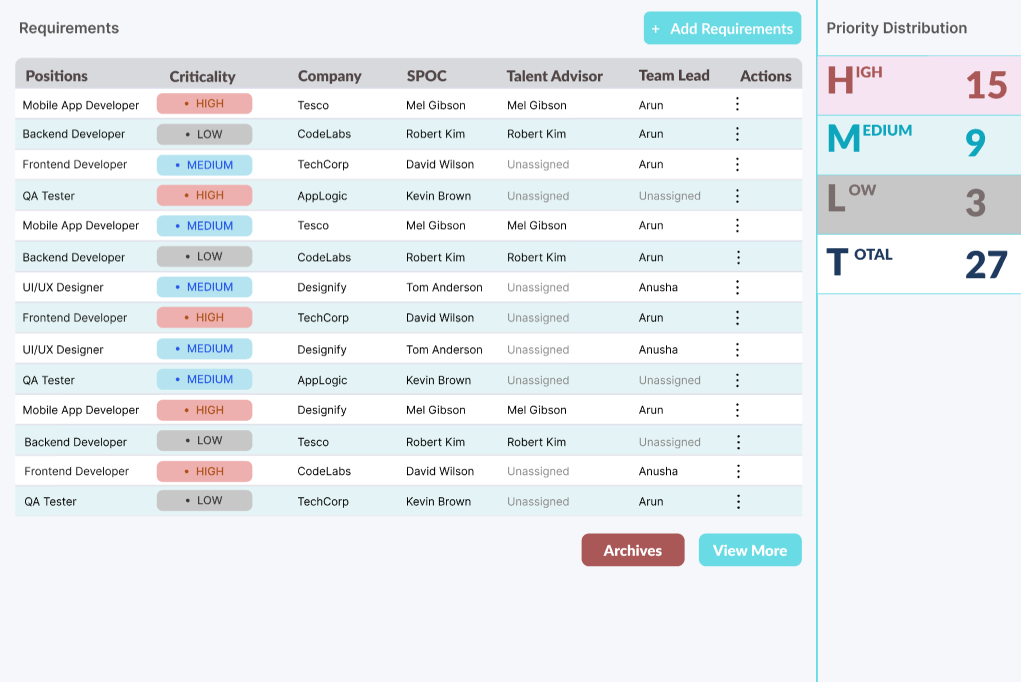 Requirements
+ Add Requirements
Positions Criticality Company SPOC Talent Advisor Team Lead Actions
Mobile App Developer • HIGH Tesco Mel Gibson Mel Gibson Arun
Backend Developer • LOW CodeLabs Robert Kim Robert Kim Arun
Frontend Developer • MEDIUM TechCorp David Wilson Unassigned Arun
QA Tester • HIGH AppLogic Kevin Brown Unassigned Unassigned
Mobile App Developer • MEDIUM Tesco Mel Gibson Mel Gibson Arun
Backend Developer • LOW CodeLabs Robert Kim Robert Kim Arun
UI/UX Designer • MEDIUM Designify Tom Anderson Unassigned Anusha
Frontend Developer • HIGH TechCorp David Wilson Unassigned Arun
UI/UX Designer • MEDIUM Designify Tom Anderson Unassigned Anusha
QA Tester • MEDIUM AppLogic Kevin Brown Unassigned Unassigned
Mobile App Developer • HIGH Designify Mel Gibson Mel Gibson Arun
Backend Developer • LOW Tesco Robert Kim Robert Kim Unassigned
Frontend Developer • HIGH CodeLabs David Wilson Unassigned Anusha
QA Tester • LOW TechCorp Kevin Brown Unassigned Arun
Archives View More
Priority Distribution
HIGH 15
MEDIUM 9
LOW 3
TOTAL 27